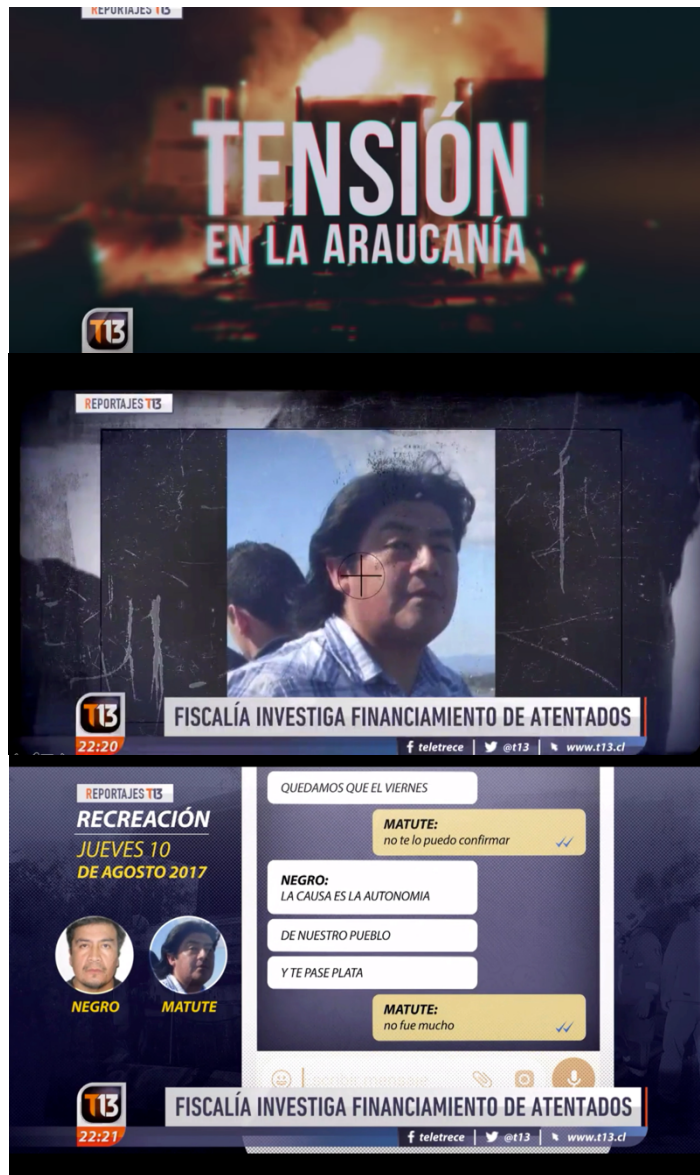 REPORTAJES T13
TENSIÓN
EN LA ARAUCANÍA
T13
REPORTAJES T13
T13
22:20
FISCALÍA INVESTIGA FINANCIAMIENTO DE ATENTADOS
teletrece | @t13 | www.t13.cl
REPORTAJES T13
RECREACIÓN
JUEVES 10
DE AGOSTO 2017
NEGRO
MATUTE
QUEDAMOS QUE EL VIERNES
MATUTE:
no te lo puedo confirmar
NEGRO:
LA CAUSA ES LA AUTONOMIA
DE NUESTRO PUEBLO
Y TE PASE PLATA
MATUTE:
no fue mucho
Escribir mensaje...
T13
22:21
FISCALÍA INVESTIGA FINANCIAMIENTO DE ATENTADOS
teletrece | @t13 | www.t13.cl